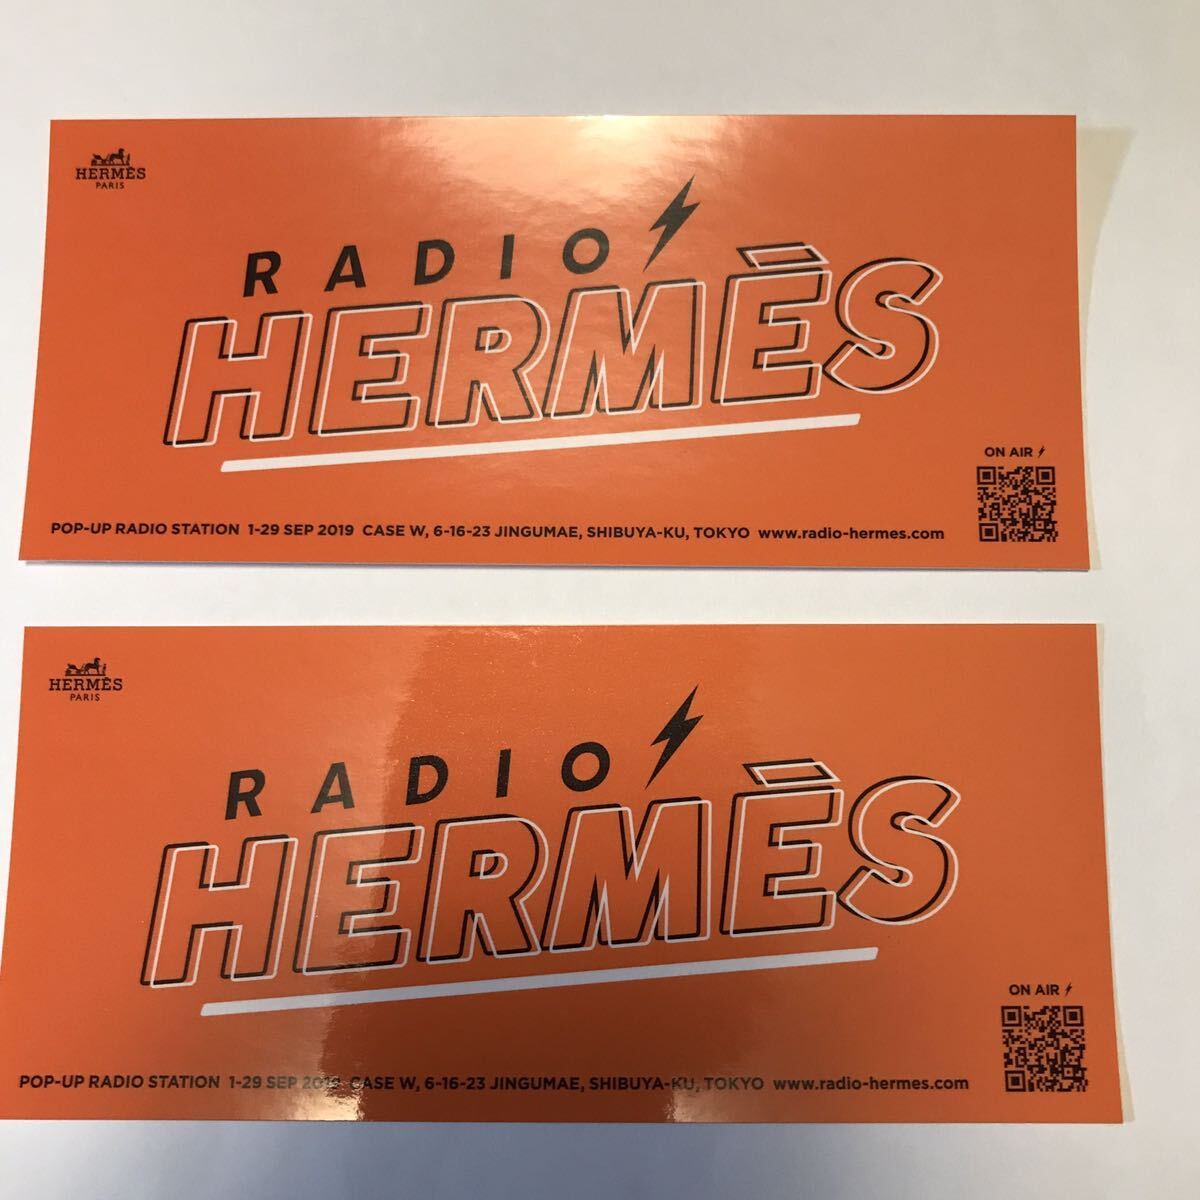 HERMÈS
PARIS
RADIO
HERMĒS
ON AIR
POP-UP RADIO STATION 1-29 SEP 2019 CASE W, 6-16-23 JINGUMAE, SHIBUYA-KU, TOKYO www.radio-hermes.com
HERMÈS
PARIS
RADIO
HERMĒS
ON AIR
POP-UP RADIO STATION 1-29 SEP 2019 CASE W, 6-16-23 JINGUMAE, SHIBUYA-KU, TOKYO www.radio-hermes.com